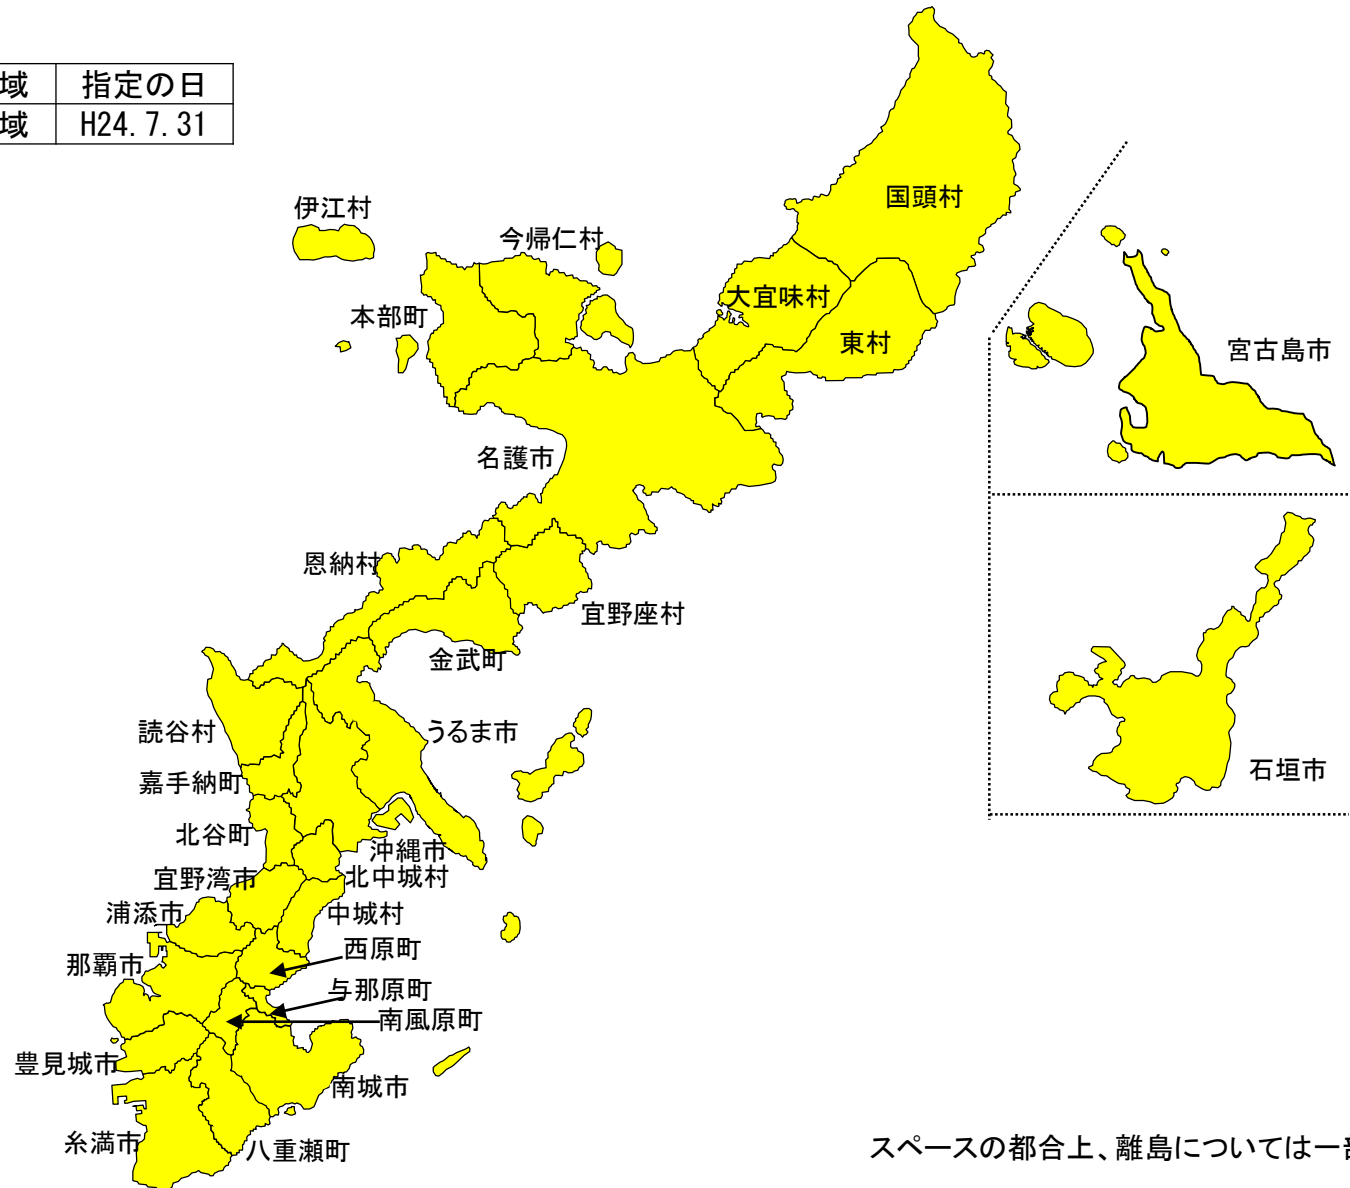 域 指定の日
域 H24.7.31
国頭村
伊江村
今帰仁村
大宜味村
本部町
東村
宮古島市
名護市
恩納村
宜野座村
金武町
読谷村
うるま市
石垣市
嘉手納町
北谷町
沖縄市
宜野湾市
北中城村
浦添市
中城村
西原町
那覇市
与那原町
南風原町
豊見城市
南城市
糸満市
八重瀬町
スペースの都合上、離島については一部